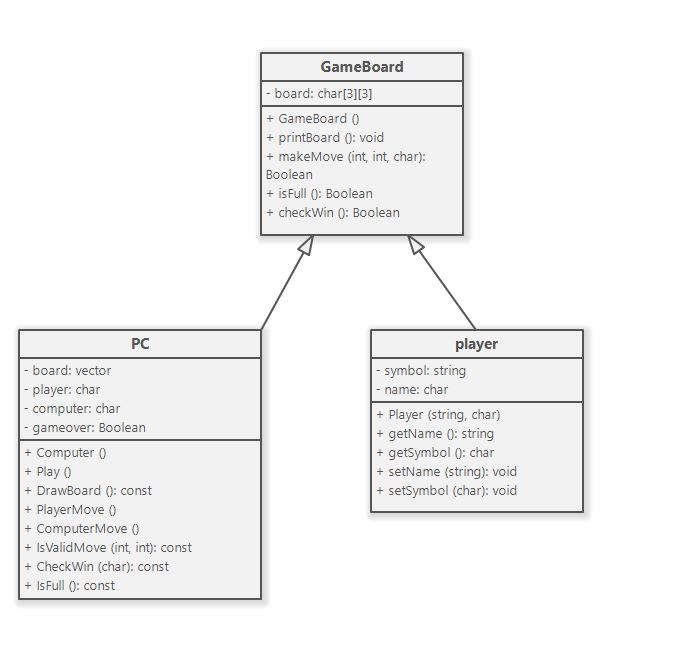 GameBoard
- board: char[3][3]
+ GameBoard ()
+ printBoard (): void
+ makeMove (int, int, char):
Boolean
+ isFull (): Boolean
+ checkWin (): Boolean
PC
- board: vector
- player: char
- computer: char
- gameover: Boolean
+ Computer ()
+ Play ()
+ DrawBoard (): const
+ PlayerMove ()
+ ComputerMove ()
+ IsValidMove (int, int): const
+ CheckWin (char): const
+ IsFull (): const
player
- symbol: string
- name: char
+ Player (string, char)
+ getName (): string
+ getSymbol (): char
+ setName (string): void
+ setSymbol (char): void